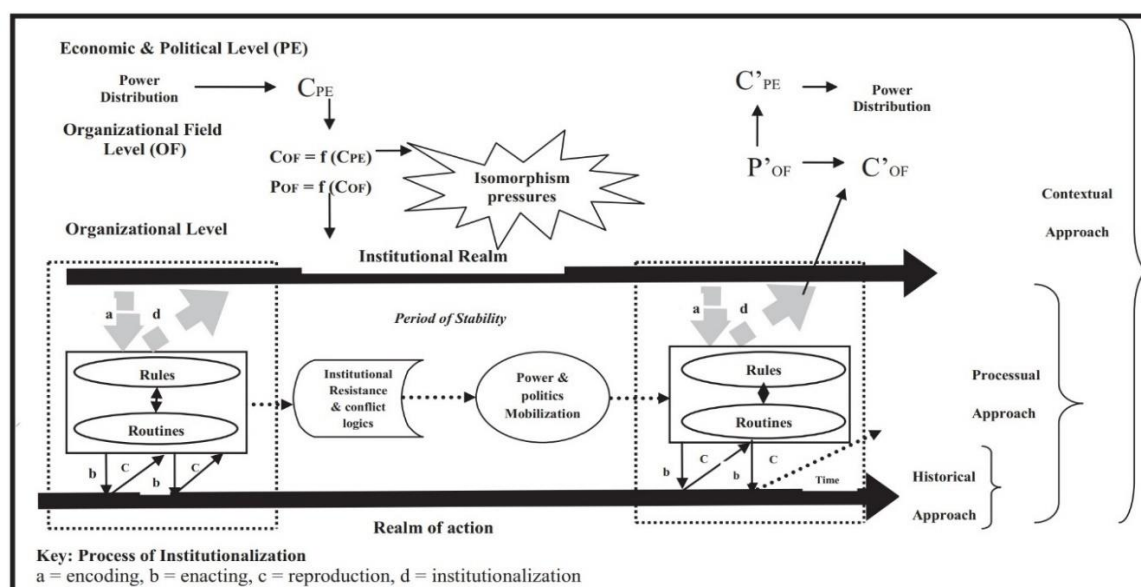 Economic & Political Level (PE)
Power
Distribution
CPE
C’PE
Power
Distribution
Organizational Field
Level (OF)
COF = f (CPE)
POF = f (COF)
Isomorphism
pressures
P’OF
C’OF
Contextual
Approach
Organizational Level
Institutional Realm
a
d
Period of Stability
a
d
Rules
Routines
Institutional
Resistance
& conflict
logics
Power &
politics
Mobilization
Rules
Routines
Processual
Approach
b
C
b
C
b
C
b
C
Time
Historical
Approach
Realm of action
Key: Process of Institutionalization
a = encoding, b = enacting, c = reproduction, d = institutionalization